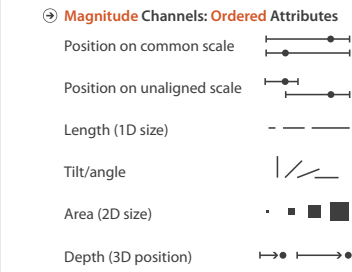 Magnitude Channels: Ordered Attributes
Position on common scale
Position on unaligned scale
Length (1D size)
Tilt/angle
Area (2D size)
Depth (3D position)